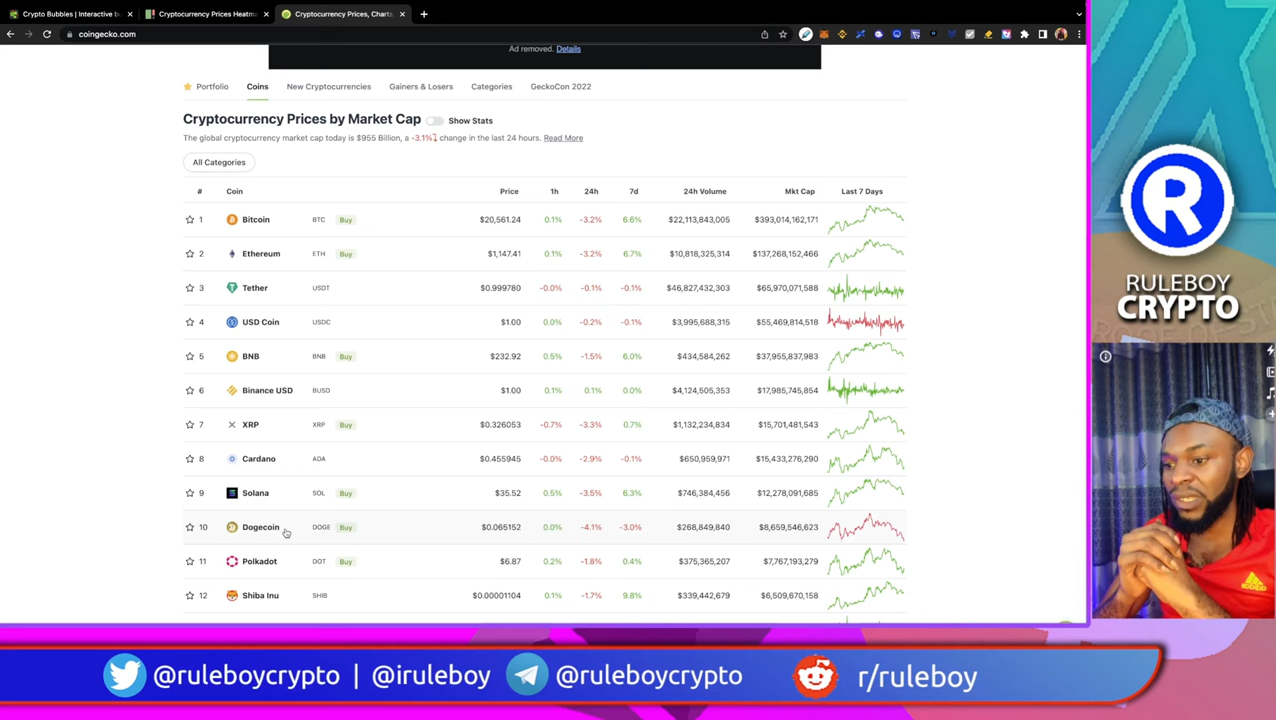 Crypto Bubbles | Interactive bu
Cryptocurrency Prices Heatma
Cryptocurrency Prices, Charts,
coingecko.com
Ad removed. Details
Portfolio
Coins
New Cryptocurrencies
Gainers & Losers
Categories
GeckoCon 2022
Cryptocurrency Prices by Market Cap
Show Stats
The global cryptocurrency market cap today is $955 Billion, a -3.1% change in the last 24 hours. Read More
All Categories
# Coin Price 1h 24h 7d 24h Volume Mkt Cap Last 7 Days
1 Bitcoin BTC Buy $20,561.24 0.1% -3.2% 6.6% $22,113,843,005 $393,014,162,171
2 Ethereum ETH Buy $1,147.41 0.1% -3.2% 6.7% $10,818,325,314 $137,268,152,466
3 Tether USDT $0.999780 -0.0% -0.1% -0.1% $46,827,432,303 $65,970,071,588
4 USD Coin USDC $1.00 0.0% -0.2% -0.1% $3,995,688,315 $55,469,814,518
5 BNB BNB Buy $232.92 0.5% -1.5% 6.0% $434,584,262 $37,955,837,983
6 Binance USD BUSD $1.00 0.1% 0.1% 0.0% $4,124,505,353 $17,985,745,854
7 XRP XRP Buy $0.326053 -0.7% -3.3% 0.7% $1,132,234,834 $15,701,481,543
8 Cardano ADA $0.455945 -0.0% -2.9% -0.1% $650,959,971 $15,433,276,290
9 Solana SOL Buy $35.52 0.5% -3.5% 6.3% $746,384,456 $12,278,091,685
10 Dogecoin DOGE Buy $0.065152 0.0% -4.1% -3.0% $268,849,840 $8,659,546,623
11 Polkadot DOT Buy $6.87 0.2% -1.8% 0.4% $375,365,207 $7,767,193,279
12 Shiba Inu SHIB $0.00001104 0.1% -1.7% 9.8% $339,442,679 $6,509,670,158
R
RULEBOY
CRYPTO
adidas
@ruleboycrypto | @iruleboy
@ruleboycrypto
r/ruleboy